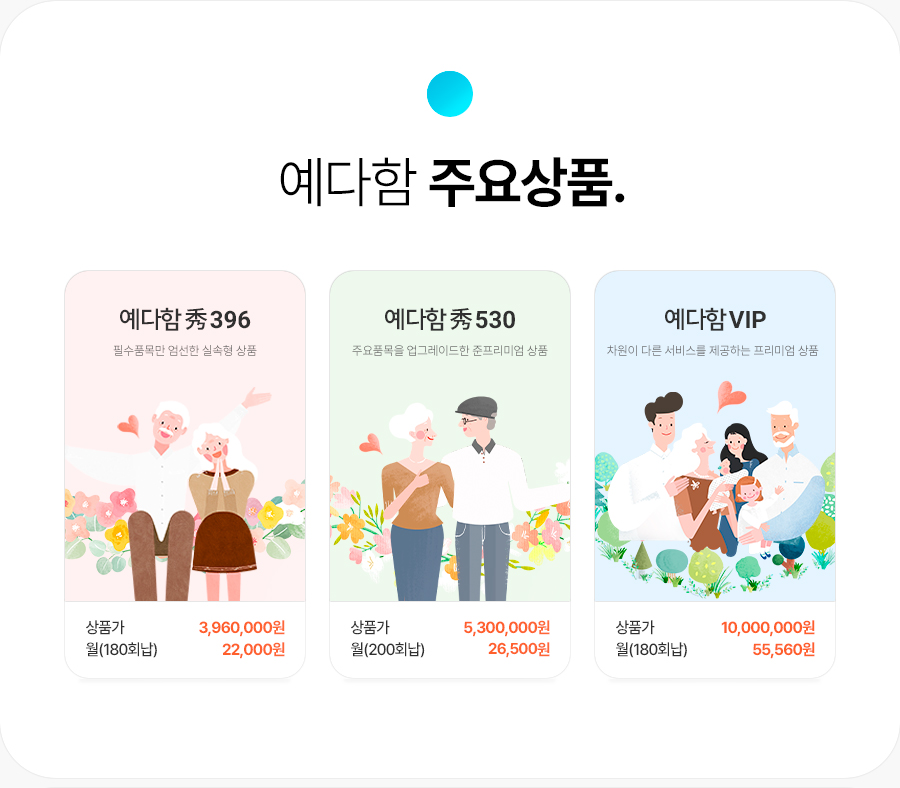 예다함 주요상품.
예다함 秀 396
필수품목만 엄선한 실속형 상품
상품가 3,960,000원
월(180회납) 22,000원
예다함 秀 530
주요품목을 업그레이드한 준프리미엄 상품
상품가 5,300,000원
월(200회납) 26,500원
예다함 VIP
차원이 다른 서비스를 제공하는 프리미엄 상품
상품가 10,000,000원
월(180회납) 55,560원